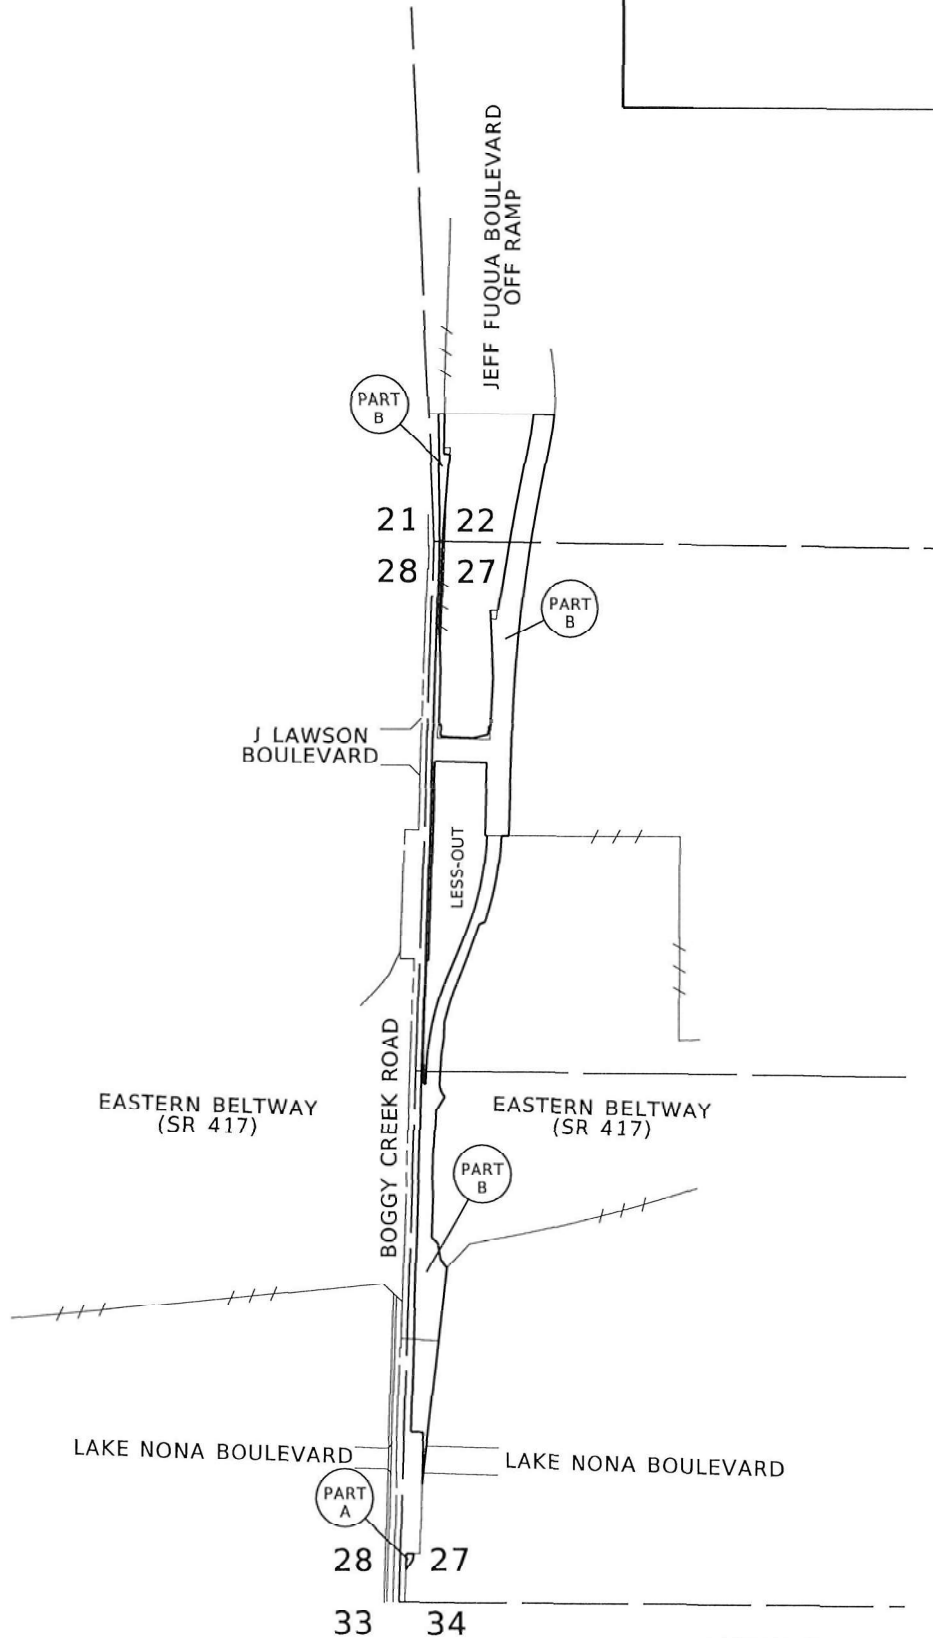 JEFF FUQUA BOULEVARD
OFF RAMP
PART
B
21 22
28 27
PART
B
J LAWSON
BOULEVARD
LESS-OUT
BOGGY CREEK ROAD
EASTERN BELTWAY
(SR 417)
EASTERN BELTWAY
(SR 417)
PART
B
LAKE NONA BOULEVARD
LAKE NONA BOULEVARD
PART
A
28 27
33 34